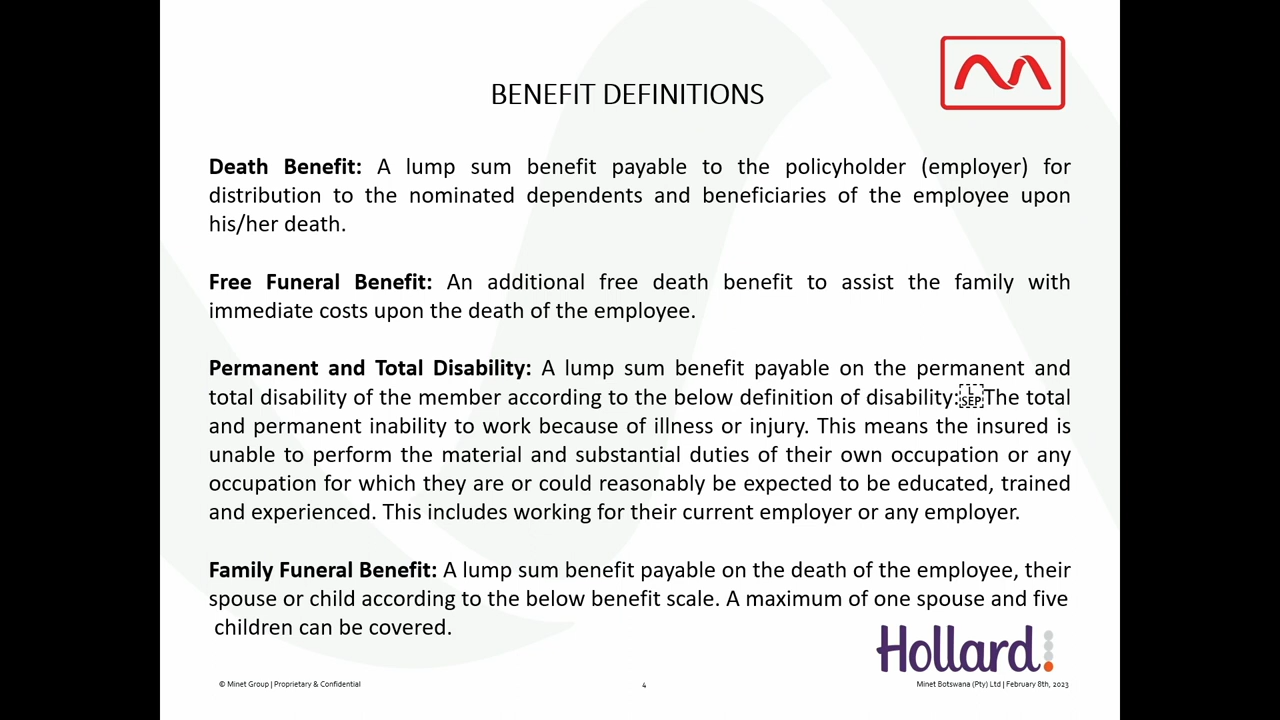 BENEFIT DEFINITIONS
Death Benefit: A lump sum benefit payable to the policyholder (employer) for
distribution to the nominated dependents and beneficiaries of the employee upon
his/her death.
Free Funeral Benefit: An additional free death benefit to assist the family with
immediate costs upon the death of the employee.
Permanent and Total Disability: A lump sum benefit payable on the permanent and
total disability of the member according to the below definition of disability:L SEPThe total
and permanent inability to work because of illness or injury. This means the insured is
unable to perform the material and substantial duties of their own occupation or any
occupation for which they are or could reasonably be expected to be educated, trained
and experienced. This includes working for their current employer or any employer.
Family Funeral Benefit: A lump sum benefit payable on the death of the employee, their
spouse or child according to the below benefit scale. A maximum of one spouse and five
children can be covered.
Hollard
© Minet Group | Proprietary & Confidential
4
Minet Botswana (Pty) Ltd | February 8th, 2023